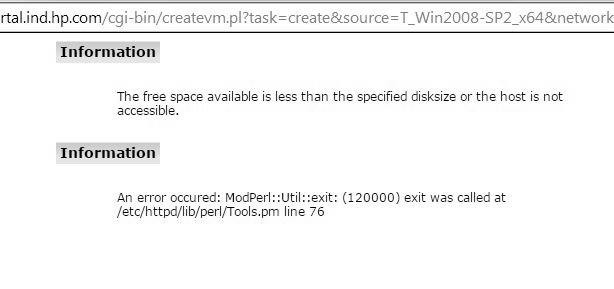 rtal.ind.hp.com/cgi-bin/createvm.pl?task=create&source=T_Win2008-SP2_x64&network
Information
The free space available is less than the specified disksize or the host is not
accessible.
Information
An error occured: ModPerl::Util::exit: (120000) exit was called at
/etc/httpd/lib/perl/Tools.pm line 76